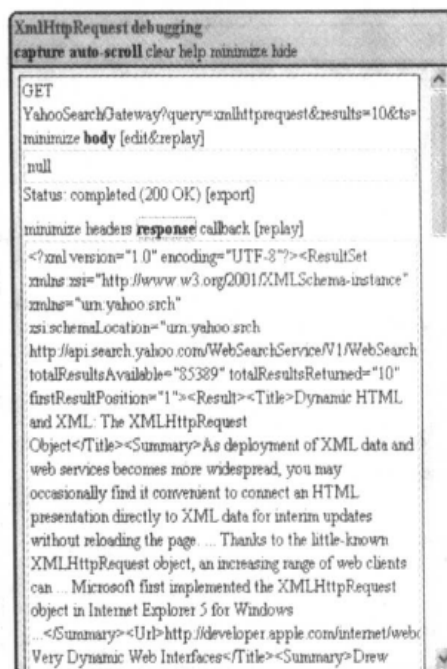 XmlHttpRequest debugging
capture auto-scroll clear help minimize hide
GET
YahooSearchGateway?query=xmlhttprequest&results=10&ts=
minimize body [edit&replay]
null
Status: completed (200 OK) [export]
minimize headers response callback [replay]
<?xml version="1.0" encoding="UTF-8"?><ResultSet
xmlns:xsi="http://www.w3.org/2001/XMLSchema-instance"
xmlns="urn:yahoo:srch"
xsi:schemaLocation="urn:yahoo:srch
http://api.search.yahoo.com/WebSearchService/V1/WebSearch
totalResultsAvailable="85389" totalResultsReturned="10"
firstResultPosition="1"><Result><Title>Dynamic HTML
and XML: The XMLHttpRequest
Object</Title><Summary>As deployment of XML data and
web services becomes more widespread, you may
occasionally find it convenient to connect an HTML
presentation directly to XML data for interim updates
without reloading the page. ... Thanks to the little-known
XMLHttpRequest object, an increasing range of web clients
can ... Microsoft first implemented the XMLHttpRequest
object in Internet Explorer 5 for Windows
...</Summary><Url>http://developer.apple.com/internet/webc
Very Dynamic Web Interfaces</Title><Summary>Drew